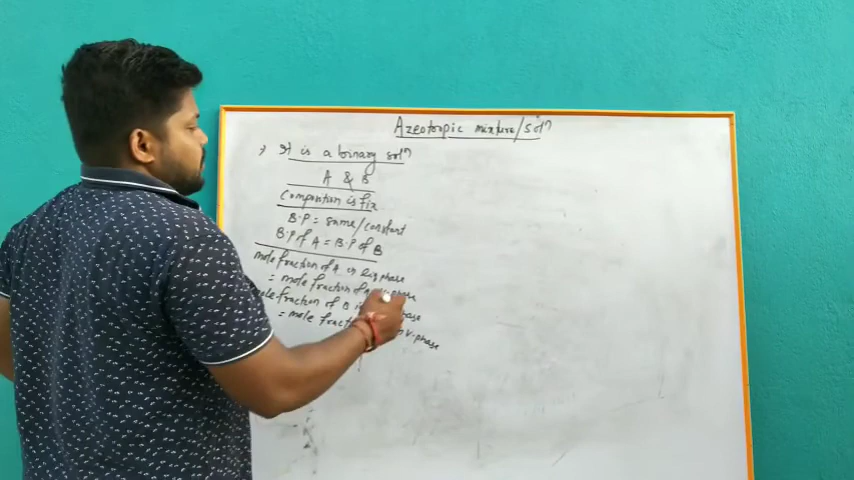 Azeotropic mixture/solⁿ
It is a binary solⁿ
A & B
Composition is fix
B.P = same/constant
B.P of A = B.P of B
mole fraction of A in liq phase
= mole fraction of
mole fraction of B
= mole V.phase